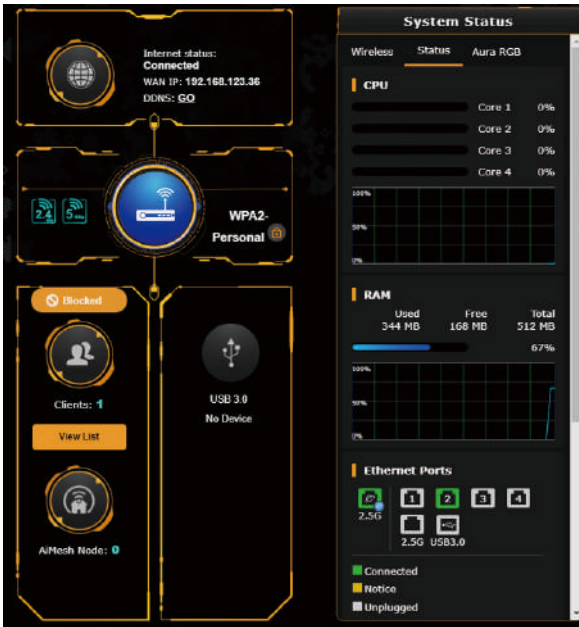 Internet status:
Connected
WAN IP: 192.168.123.36
DDNS: GO
2.4
5
WPA2-
Personal
Blocked
Clients: 1
View List
AiMesh Node: 0
USB 3.0
No Device
System Status
Wireless Status Aura RGB
CPU
Core 1 0%
Core 2 0%
Core 3 0%
Core 4 0%
100%
50%
0%
RAM
Used Free Total
344 MB 168 MB 512 MB
67%
100%
50%
0%
Ethernet Ports
1 2 3 4
2.5G
2.5G USB3.0
Connected
Notice
Unplugged